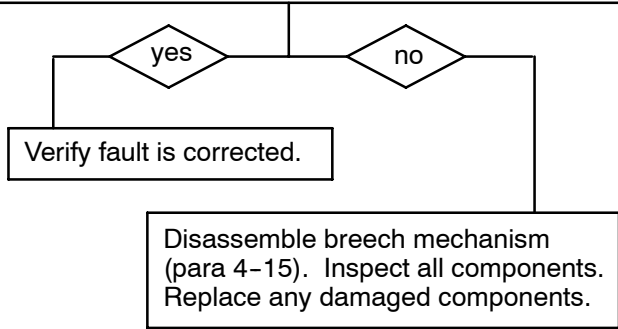 yes
no
Verify fault is corrected.
Disassemble breech mechanism
(para 4-15).  Inspect all components.
Replace any damaged components.